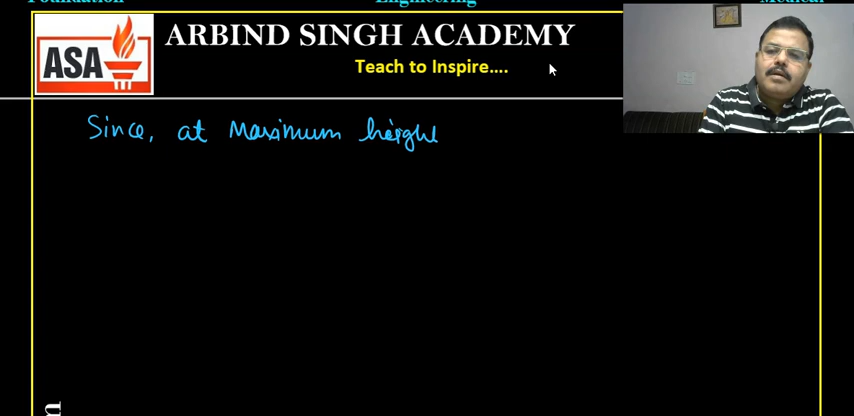 Foundation Engineering Medical
ASA
ARBIND SINGH ACADEMY
Teach to Inspire....
Since, at Maximum height